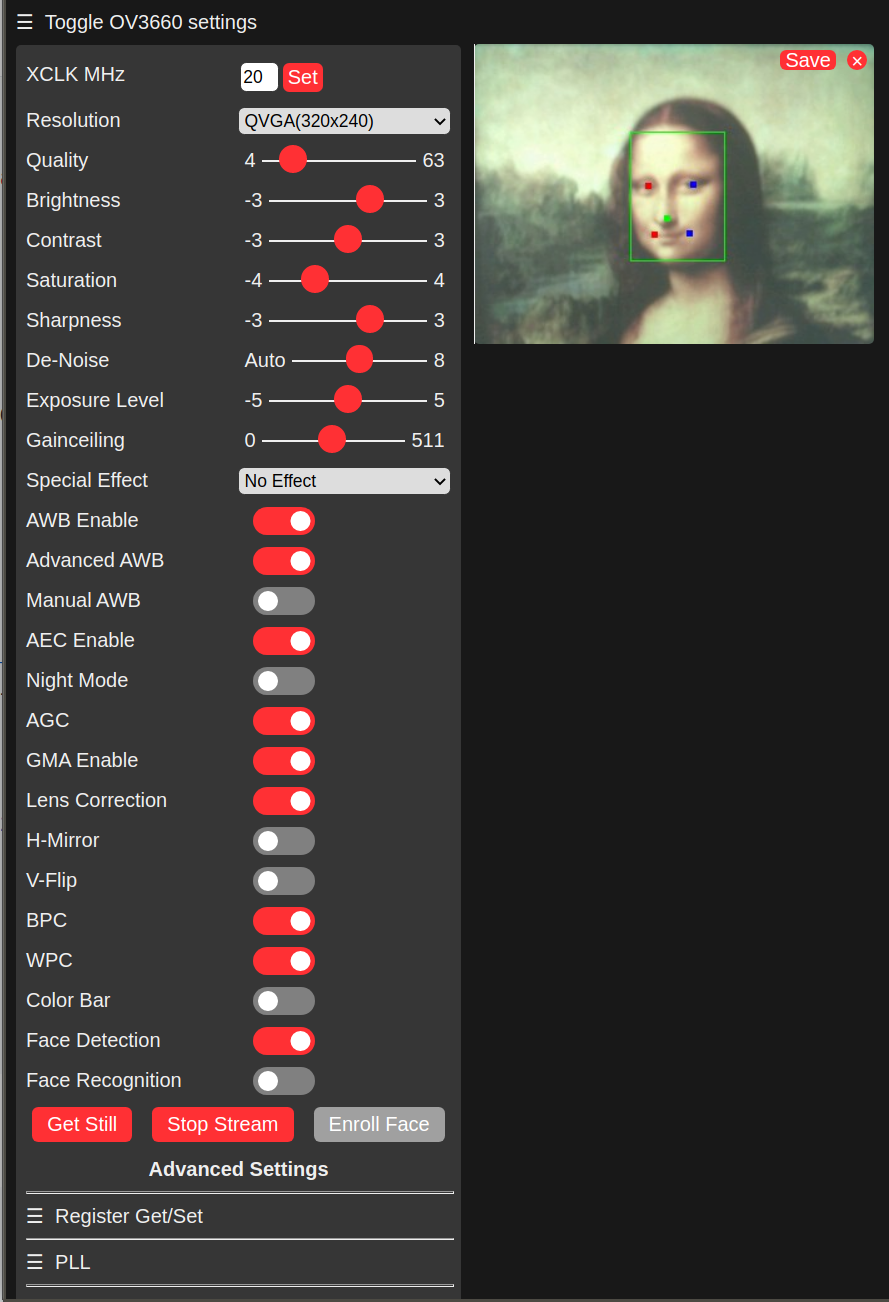 ☰ Toggle OV3660 settings
XCLK MHz 20 Set
Save ×
Resolution QVGA(320x240)
Quality 4 63
Brightness -3 3
Contrast -3 3
Saturation -4 4
Sharpness -3 3
De-Noise Auto 8
Exposure Level -5 5
Gainceiling 0 511
Special Effect No Effect
AWB Enable
Advanced AWB
Manual AWB
AEC Enable
Night Mode
AGC
GMA Enable
Lens Correction
H-Mirror
V-Flip
BPC
WPC
Color Bar
Face Detection
Face Recognition
Get Still Stop Stream Enroll Face
Advanced Settings
☰ Register Get/Set
☰ PLL